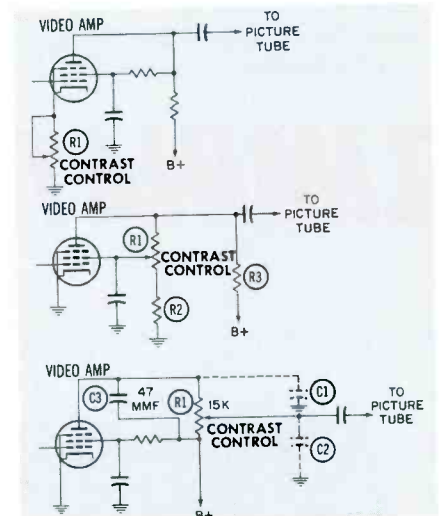 VIDEO AMP
TO
PICTURE
TUBE
R1
CONTRAST
CONTROL
B+
VIDEO AMP
TO
PICTURE
TUBE
R1
CONTRAST
CONTROL
R2
R3
B+
VIDEO AMP
C3
47
MMF
R1
15K
C1
TO
PICTURE
TUBE
CONTRAST
CONTROL
C2
B+